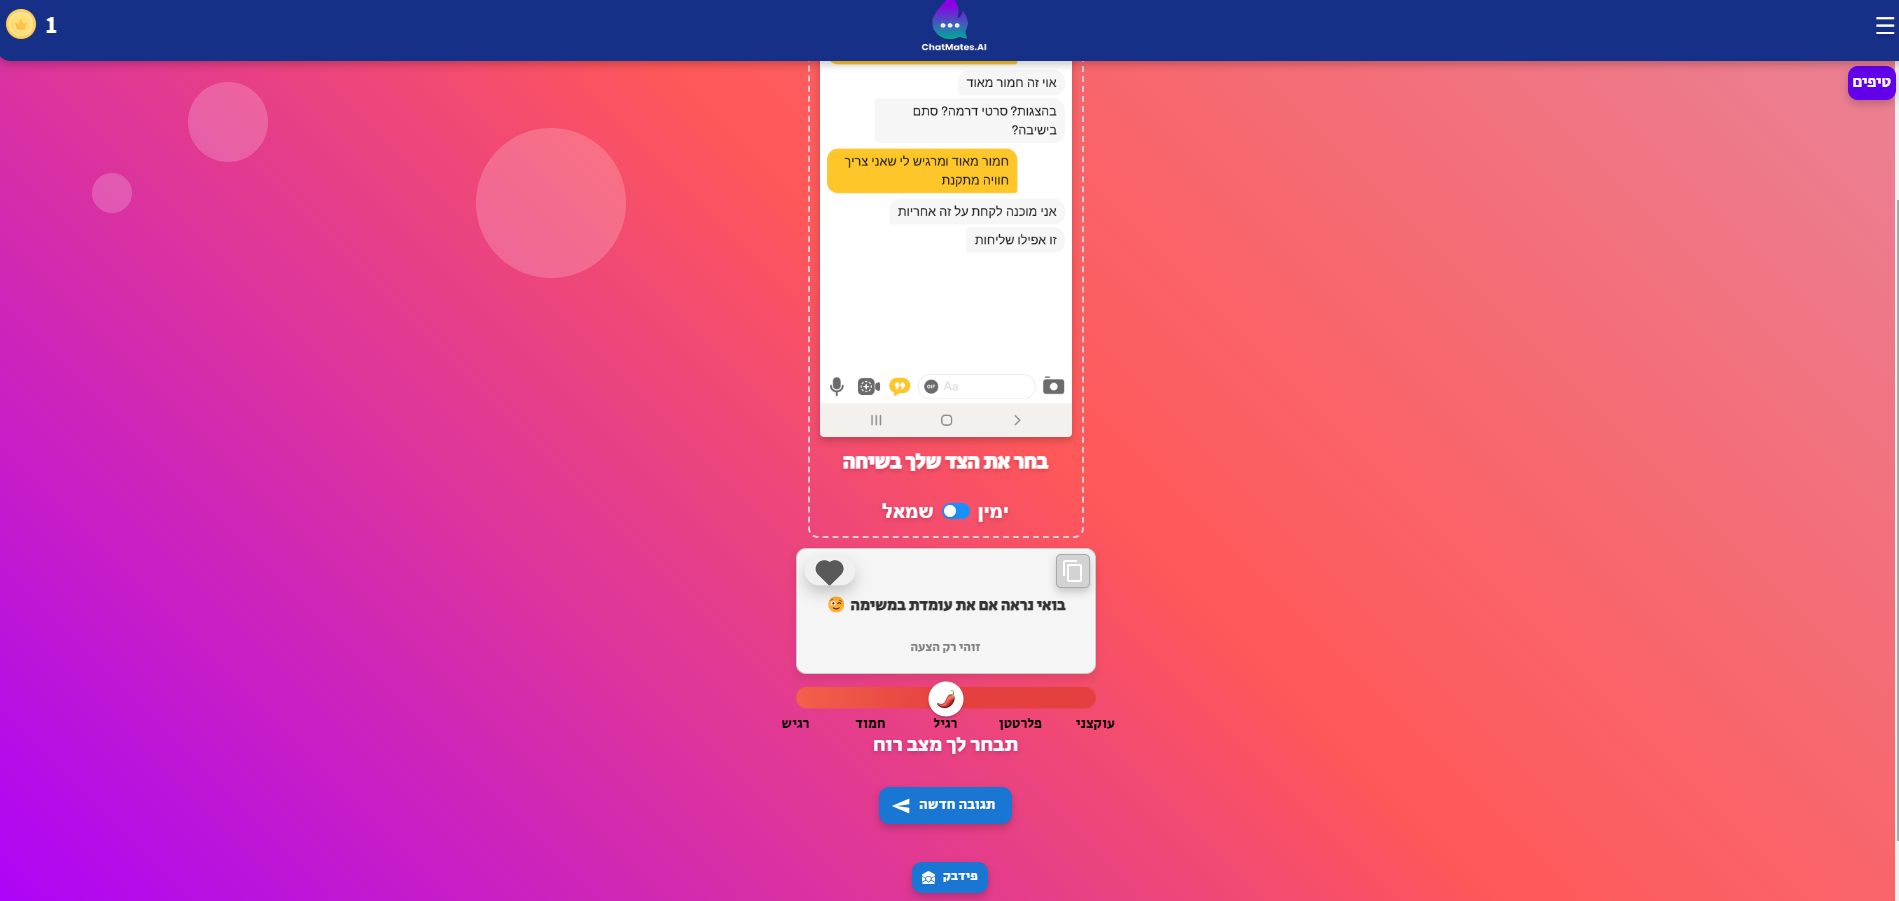 1
ChatMates.AI
טיפים
אוי זה חמור מאוד
בהצגות? סרטי דרמה? סתם
בישיבה?
חמור מאוד ומרגיש לי שאני צריך
חוויה מתקנת
אני מוכנה לקחת על זה אחריות
זו אפילו שליחות
GIF Aa
בחר את הצד שלך בשיחה
ימין שמאל
בואי נראה אם את עומדת במשימה 😉
זוהי רק הצעה
עוקצני פלרטטן רגיל חמוד רגיש
תבחר לך מצב רוח
תגובה חדשה
פידבק